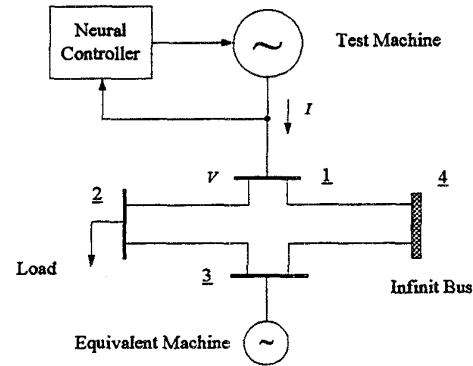 Neural
Controller
~
Test Machine
I
V
1
4
2
Load
3
Infinit Bus
Equivalent Machine
~